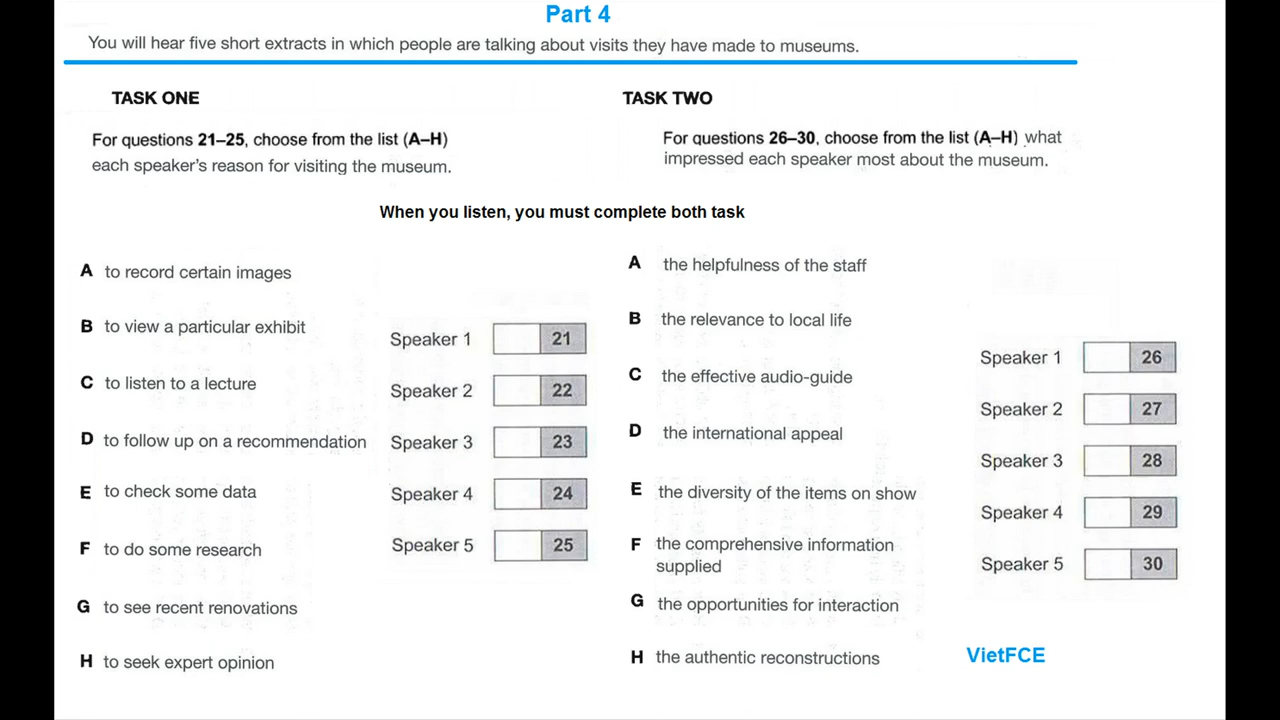 Part 4
You will hear five short extracts in which people are talking about visits they have made to museums.
TASK ONE
For questions 21–25, choose from the list (A–H)
each speaker's reason for visiting the museum.
TASK TWO
For questions 26–30, choose from the list (A–H) what
impressed each speaker most about the museum.
When you listen, you must complete both task
A to record certain images
B to view a particular exhibit
C to listen to a lecture
D to follow up on a recommendation
E to check some data
F to do some research
G to see recent renovations
H to seek expert opinion
Speaker 1 21
Speaker 2 22
Speaker 3 23
Speaker 4 24
Speaker 5 25
A the helpfulness of the staff
B the relevance to local life
C the effective audio-guide
D the international appeal
E the diversity of the items on show
F the comprehensive information
supplied
G the opportunities for interaction
H the authentic reconstructions
Speaker 1 26
Speaker 2 27
Speaker 3 28
Speaker 4 29
Speaker 5 30
VietFCE